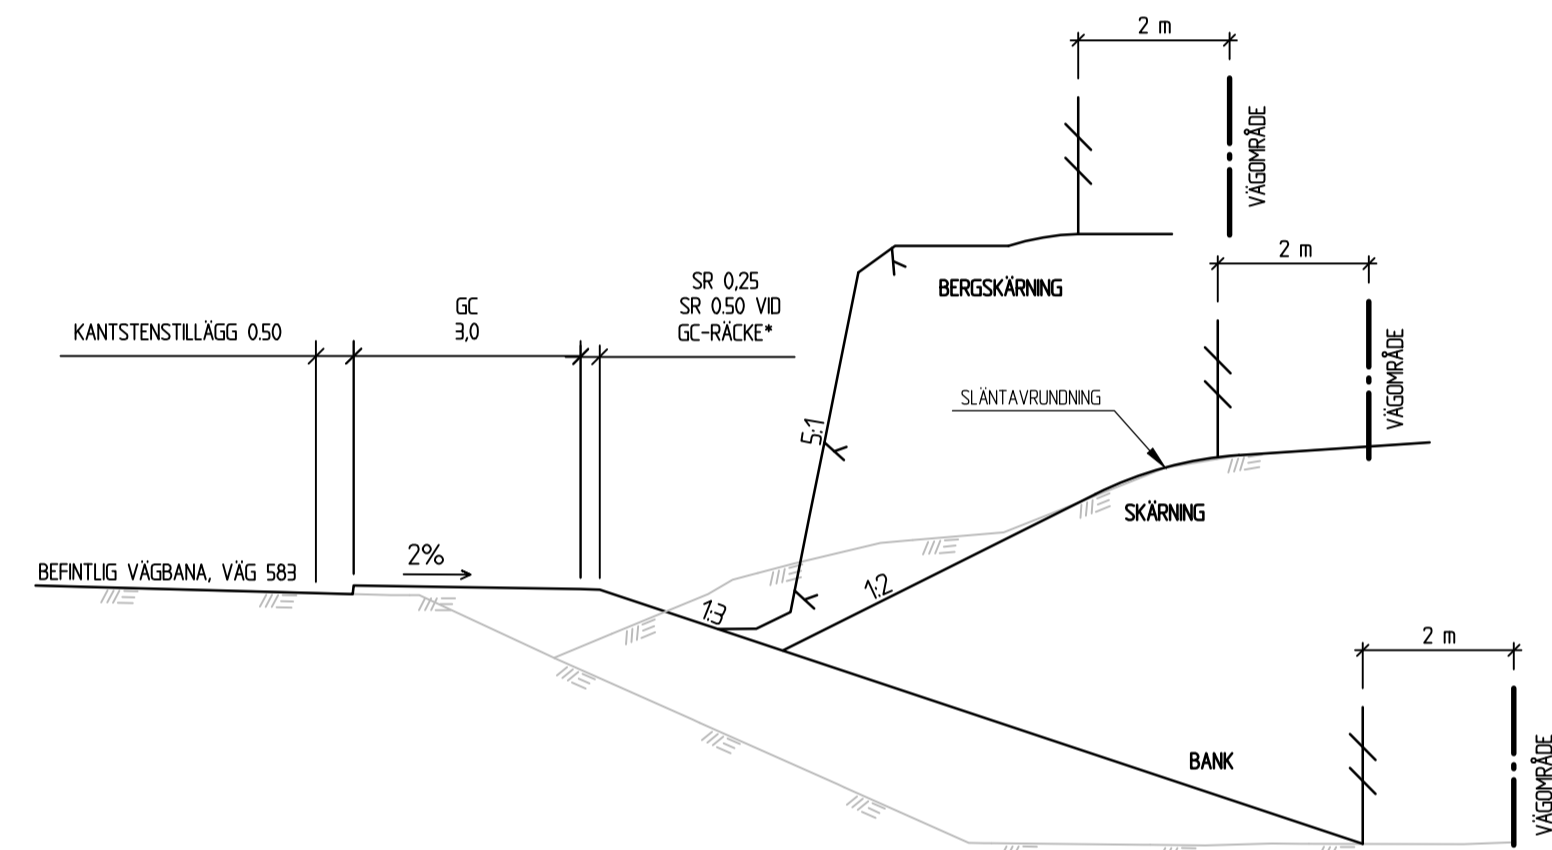 2 m
VÄGOMRÅDE
2 m
BERGSKÄRNING
SR 0,25
SR 0.50 VID
GC-RÄCKE*
GC
3,0
KANTSTENSTILLÄGG 0.50
VÄGOMRÅDE
SLÄNTAVRUNDNING
5:1
SKÄRNING
2%
BEFINTLIG VÄGBANA, VÄG 583
1:3
1:2
2 m
BANK
VÄGOMRÅDE